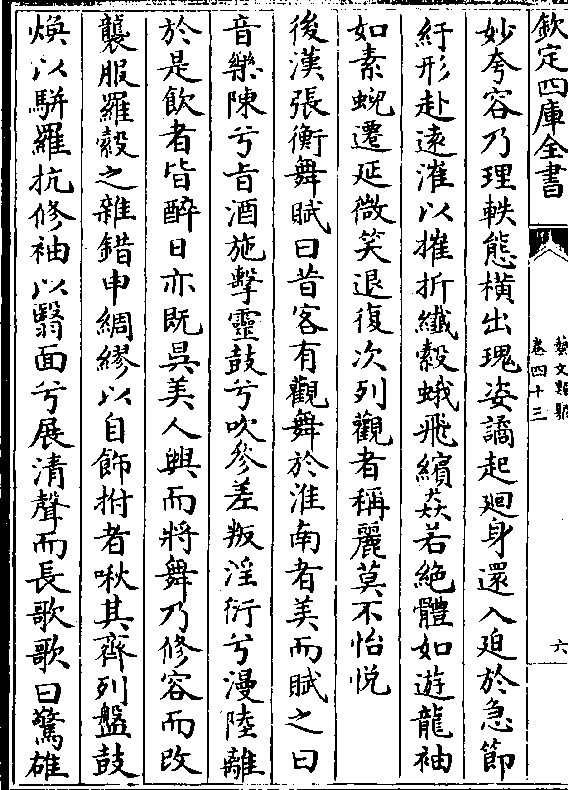 欽定四庫全書
藝文類聚
卷四十三
六
妙夸容乃理軼態橫出瑰姿譎起廻身還入迫於急節
紆形赴遠漼以摧折纖縠蛾飛繽焱若絶體如遊龍袖
如素蜺遷延微笑退復次列觀者稱麗莫不怡悅
後漢張衡舞賦曰昔客有觀舞於淮南者美而賦之曰
音樂陳兮旨酒施擊靈鼓兮吹參差叛淫衍兮漫陸離
於是飲者皆醉日亦既昃美人興而將舞乃修容而改
襲服羅縠之雜錯申綢繆以自飾拊者啾其齊列盤鼓
煥以駢羅抗修袖以翳面兮展清聲而長歌歌曰驚雄